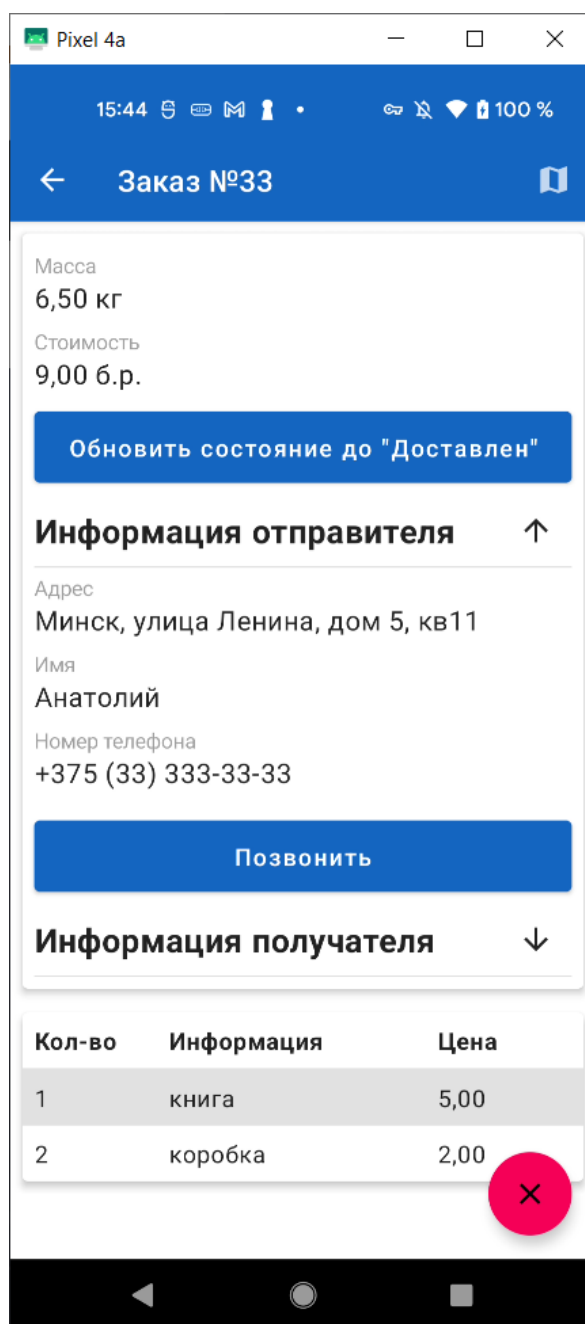 Pixel 4a
15:44 100 %
Заказ №33
Масса
6,50 кг
Стоимость
9,00 б.р.
Обновить состояние до "Доставлен"
Информация отправителя
Адрес
Минск, улица Ленина, дом 5, кв11
Имя
Анатолий
Номер телефона
+375 (33) 333-33-33
Позвонить
Информация получателя
Кол-во Информация Цена
1 книга 5,00
2 коробка 2,00